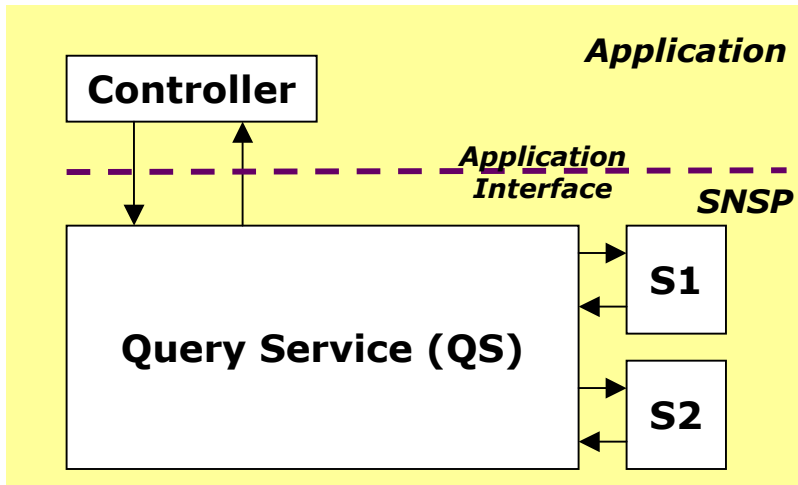 Application
Controller
Application
Interface
SNSP
S1
Query Service (QS)
S2